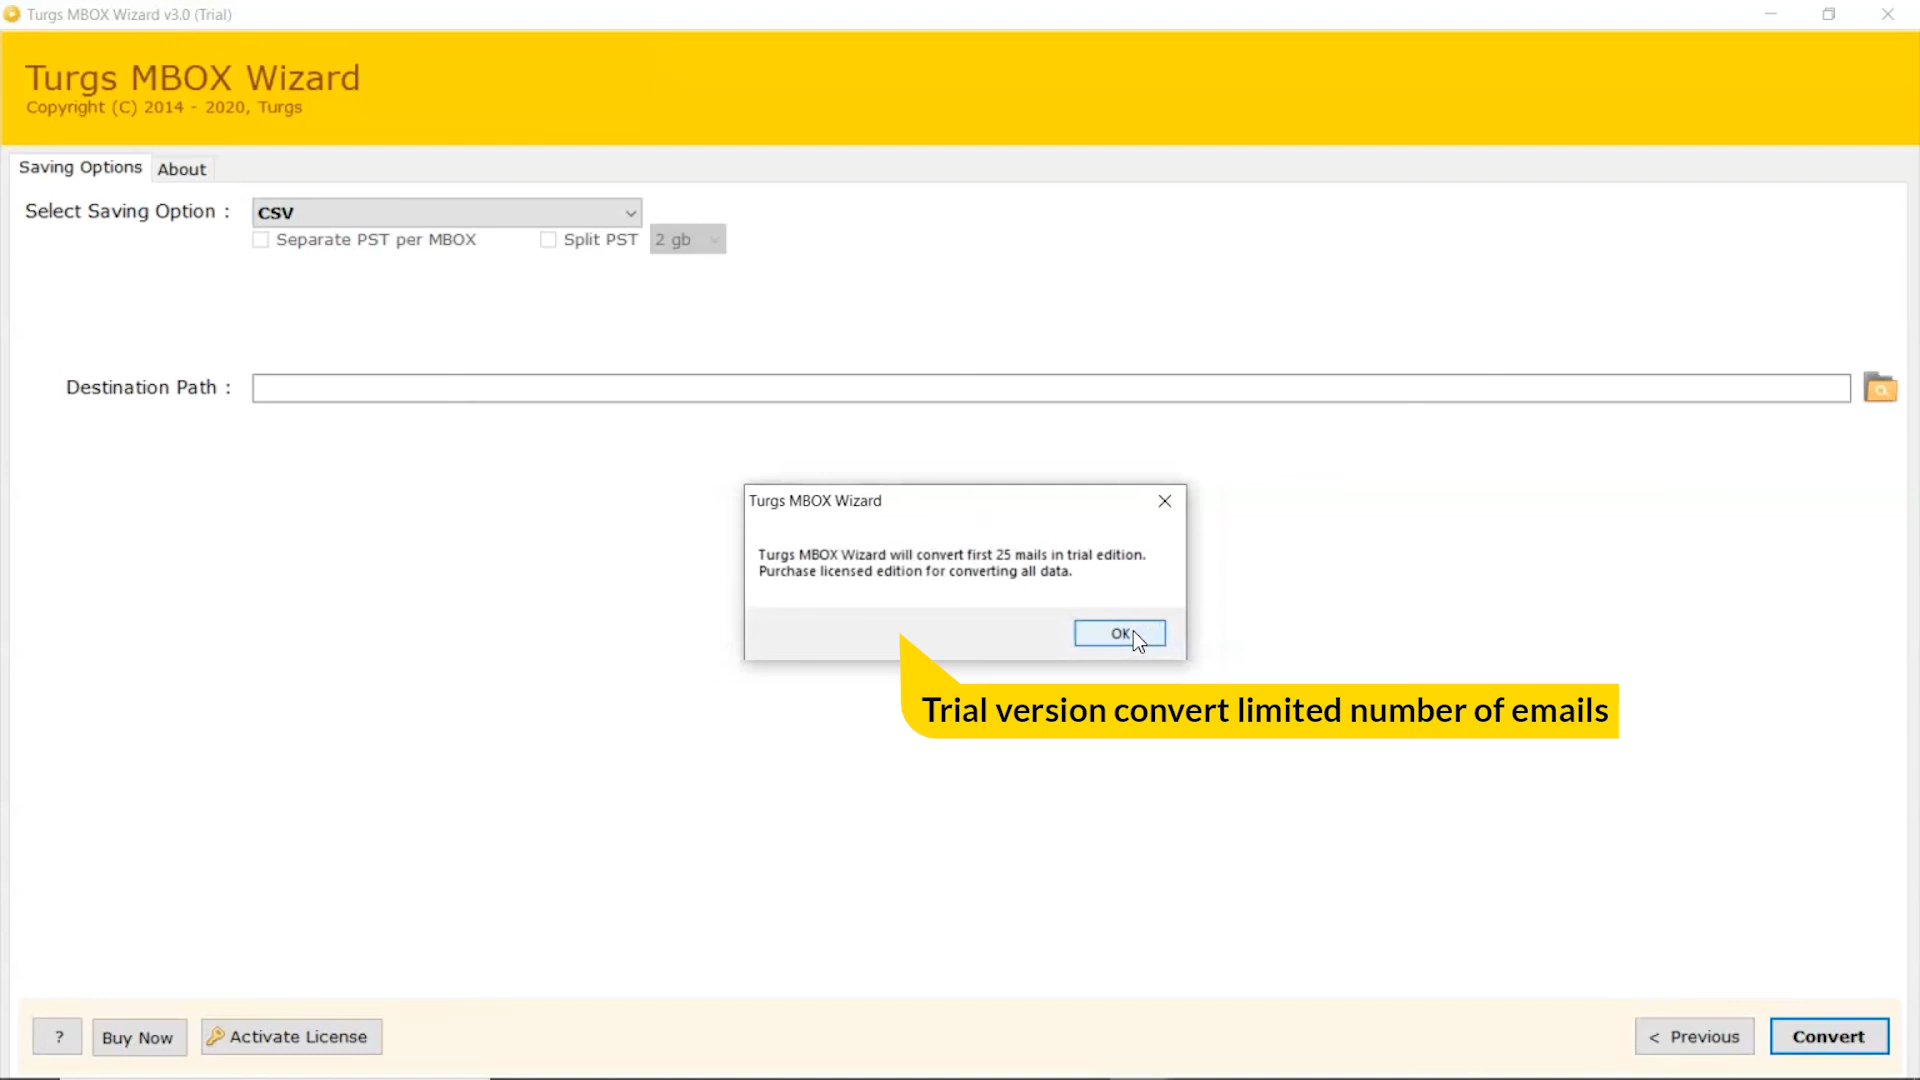 Turgs MBOX Wizard v3.0 (Trial)
Turgs MBOX Wizard
Copyright (C) 2014 - 2020, Turgs
Saving Options
About
Select Saving Option :
CSV
Separate PST per MBOX
Split PST
2 gb
Destination Path :
Turgs MBOX Wizard
Turgs MBOX Wizard will convert first 25 mails in trial edition.
Purchase licensed edition for converting all data.
OK
Trial version convert limited number of emails
?
Buy Now
Activate License
< Previous
Convert